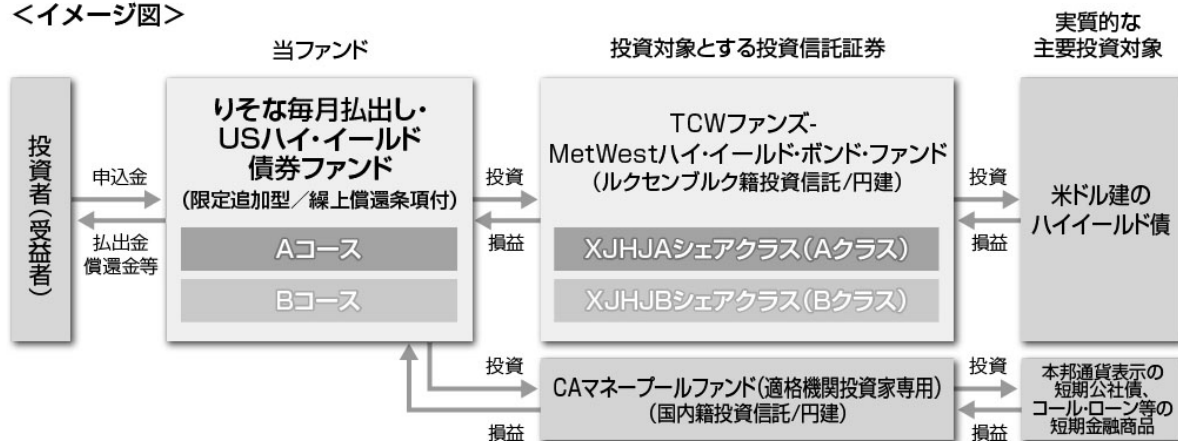 ＜イメージ図＞
当ファンド
投資対象とする投資信託証券
実質的な
主要投資対象
投資者（受益者）
申込金
払出金
償還金等
りそな毎月払出し・
USハイ・イールド
債券ファンド
（限定追加型／繰上償還条項付）
Aコース
Bコース
投資
損益
TCWファンズ-
MetWestハイ・イールド・ボンド・ファンド
（ルクセンブルク籍投資信託/円建）
XJHJAシェアクラス（Aクラス）
XJHJBシェアクラス（Bクラス）
投資
損益
米ドル建の
ハイイールド債
投資
損益
CAマネープールファンド（適格機関投資家専用）
（国内籍投資信託/円建）
投資
損益
本邦通貨表示の
短期公社債、
コール・ローン等の
短期金融商品